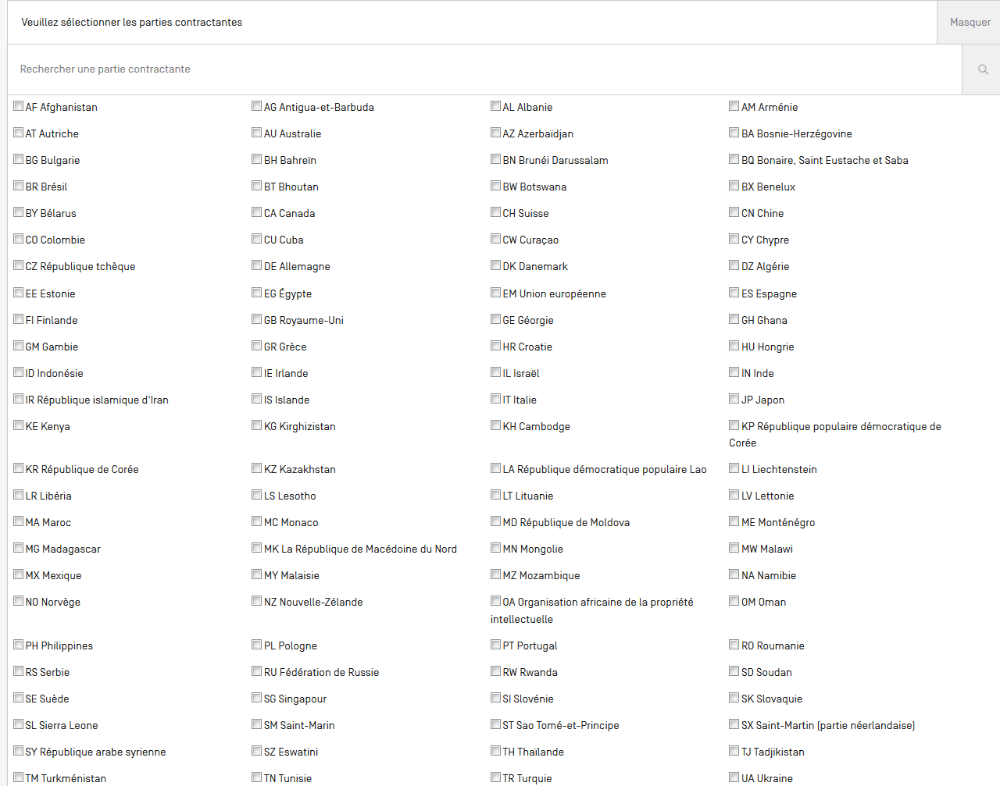 Veuillez sélectionner les parties contractantes
Masquer
Rechercher une partie contractante
AF Afghanistan
AG Antigua-et-Barbuda
AL Albanie
AM Arménie
AT Autriche
AU Australie
AZ Azerbaïdjan
BA Bosnie-Herzégovine
BG Bulgarie
BH Bahreïn
BN Brunéi Darussalam
BQ Bonaire, Saint Eustache et Saba
BR Brésil
BT Bhoutan
BW Botswana
BX Benelux
BY Bélarus
CA Canada
CH Suisse
CN Chine
CO Colombie
CU Cuba
CW Curaçao
CY Chypre
CZ République tchèque
DE Allemagne
DK Danemark
DZ Algérie
EE Estonie
EG Égypte
EM Union européenne
ES Espagne
FI Finlande
GB Royaume-Uni
GE Géorgie
GH Ghana
GM Gambie
GR Grèce
HR Croatie
HU Hongrie
ID Indonésie
IE Irlande
IL Israël
IN Inde
IR République islamique d'Iran
IS Islande
IT Italie
JP Japon
KE Kenya
KG Kirghizistan
KH Cambodge
KP République populaire démocratique de
Corée
KR République de Corée
KZ Kazakhstan
LA République démocratique populaire Lao
LI Liechtenstein
LR Libéria
LS Lesotho
LT Lituanie
LV Lettonie
MA Maroc
MC Monaco
MD République de Moldova
ME Monténégro
MG Madagascar
MK La République de Macédoine du Nord
MN Mongolie
MW Malawi
MX Mexique
MY Malaisie
MZ Mozambique
NA Namibie
NO Norvège
NZ Nouvelle-Zélande
OA Organisation africaine de la propriété
intellectuelle
OM Oman
PH Philippines
PL Pologne
PT Portugal
RO Roumanie
RS Serbie
RU Fédération de Russie
RW Rwanda
SD Soudan
SE Suède
SG Singapour
SI Slovénie
SK Slovaquie
SL Sierra Leone
SM Saint-Marin
ST Sao Tomé-et-Principe
SX Saint-Martin (partie néerlandaise)
SY République arabe syrienne
SZ Eswatini
TH Thaïlande
TJ Tadjikistan
TM Turkménistan
TN Tunisie
TR Turquie
UA Ukraine